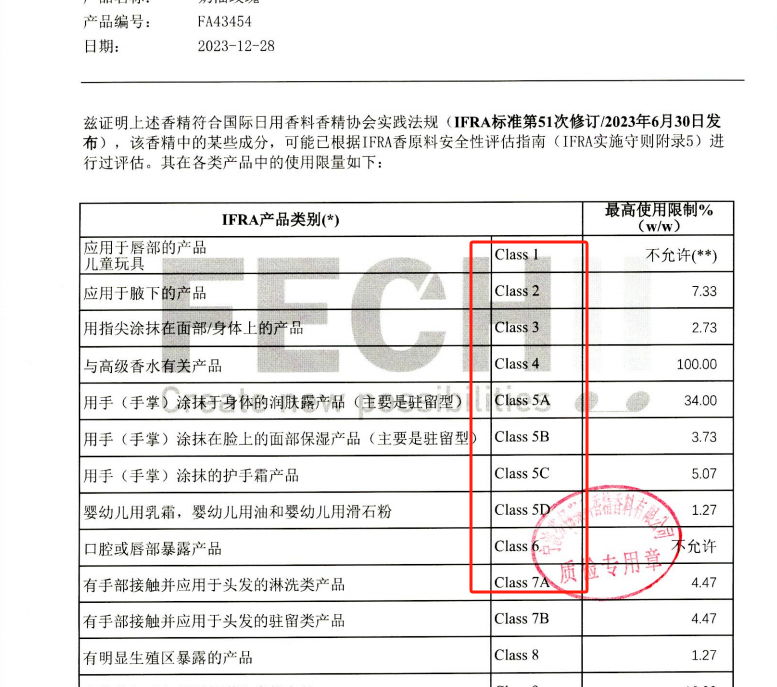 产品编号： FA43454
日期： 2023-12-28
兹证明上述香精符合国际日用香料香精协会实践法规（IFRA标准第51次修订/2023年6月30日发
布），该香精中的某些成分，可能已根据IFRA香原料安全性评估指南（IFRA实施守则附录5）进
行过评估。其在各类产品中的使用限量如下：
IFRA产品类别(*) 最高使用限制%
（w/w）
应用于唇部的产品
儿童玩具 Class 1 不允许(**)
应用于腋下的产品 Class 2 7.33
用指尖涂抹在面部/身体上的产品 Class 3 2.73
与高级香水有关产品 Class 4 100.00
用手（手掌）涂抹于身体的润肤露产品（主要是驻留型） Class 5A 34.00
用手（手掌）涂抹在脸上的面部保湿产品（主要是驻留型） Class 5B 3.73
用手（手掌）涂抹的护手霜产品 Class 5C 5.07
婴幼儿用乳霜，婴幼儿用油和婴幼儿用滑石粉 Class 5D 1.27
口腔或唇部暴露产品 Class 6 不允许
有手部接触并应用于头发的淋洗类产品 Class 7A 4.47
有手部接触并应用于头发的驻留类产品 Class 7B 4.47
有明显生殖区暴露的产品 Class 8 1.27
FECH
Create new possibilities
质检专用章